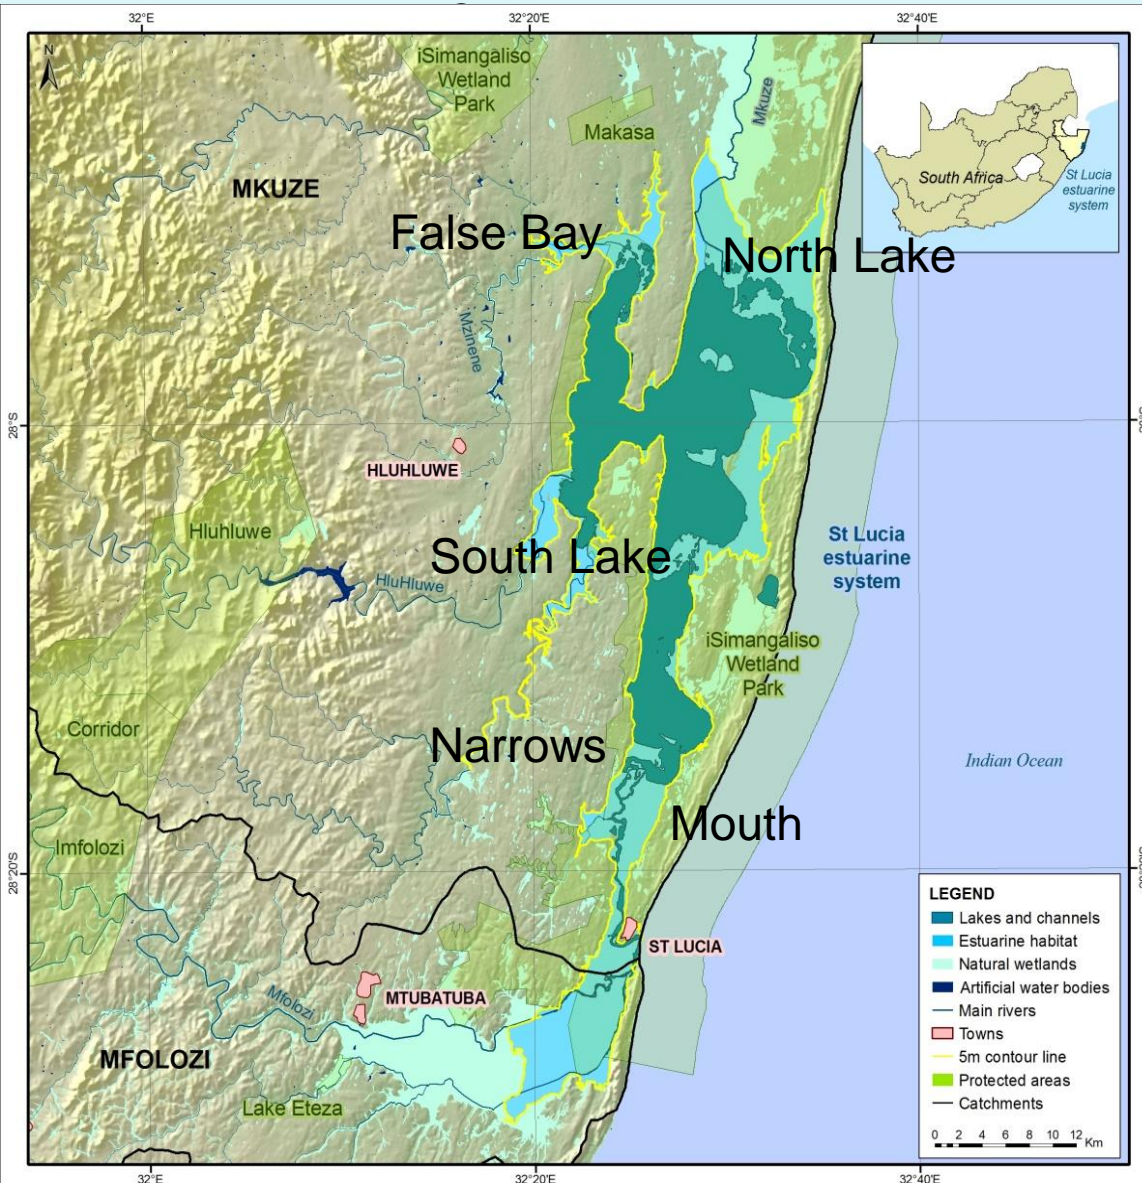 32°E
32°20'E
32°40'E
N
iSimangaliso
Wetland
Park
Makasa
Mkuze
MKUZE
South Africa
St Lucia
estuarine
system
False Bay
North Lake
Mzinene
28°S
HLUHLUWE
Hluhluwe
South Lake
HluHluwe
St Lucia
estuarine
system
iSimangaliso
Wetland
Park
Corridor
Narrows
Indian Ocean
Mouth
Imfolozi
28°20'S
ST LUCIA
Mfolozi
MTUBATUBA
MFOLOZI
Lake Eteza
LEGEND
Lakes and channels
Estuarine habitat
Natural wetlands
Artificial water bodies
Main rivers
Towns
5m contour line
Protected areas
Catchments
0 2 4 6 8 10 12
Km
32°E
32°20'E
32°40'E